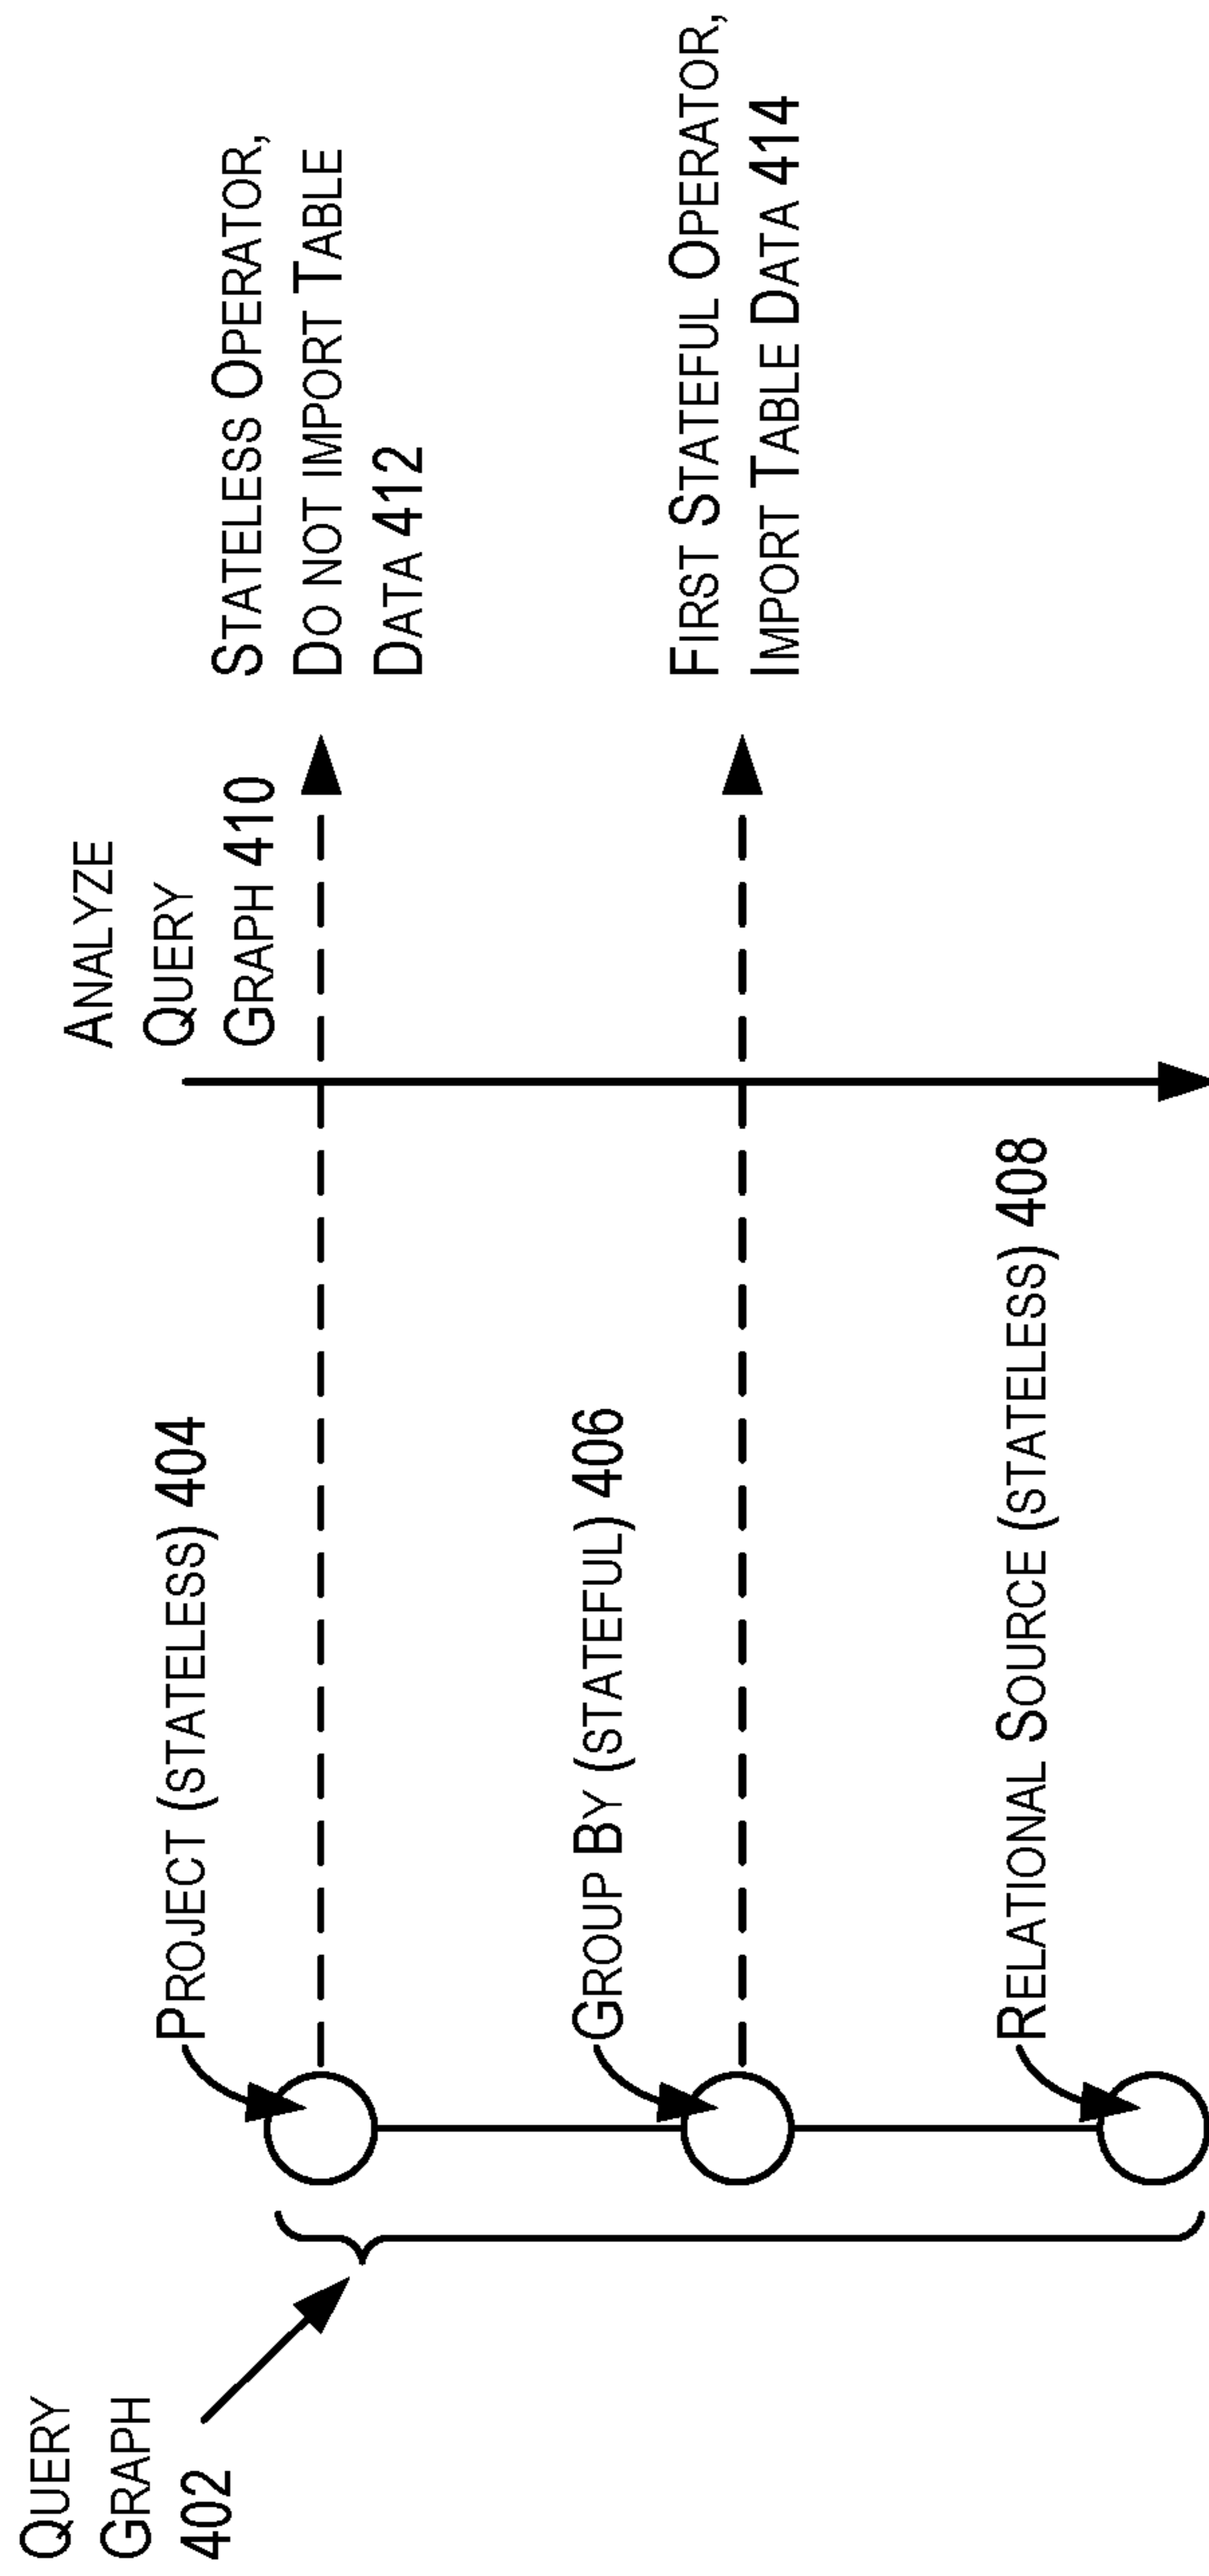 QUERY
GRAPH
402
PROJECT (STATELESS) 404
GROUP BY (STATEFUL) 406
RELATIONAL SOURCE (STATELESS) 408
ANALYZE
QUERY
GRAPH 410
STATELESS OPERATOR,
DO NOT IMPORT TABLE
DATA 412
FIRST STATEFUL OPERATOR,
IMPORT TABLE DATA 414